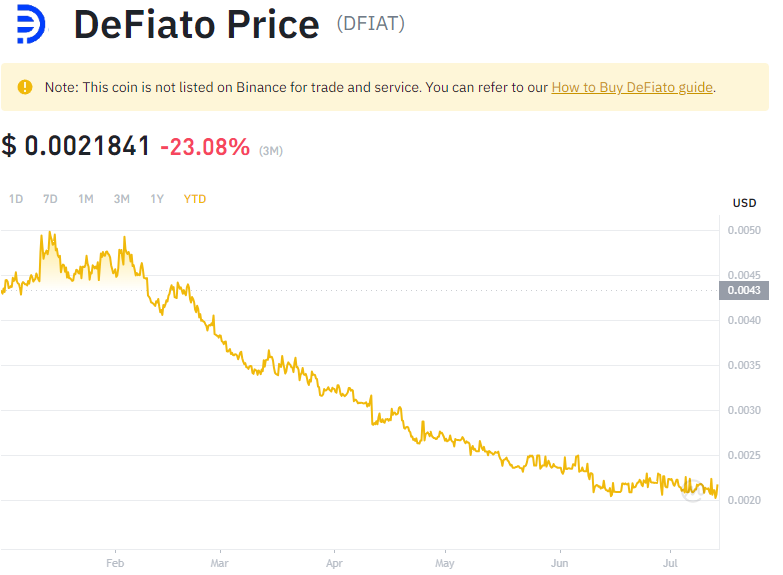 DeFiato Price (DFIAT)
Note: This coin is not listed on Binance for trade and service. You can refer to our How to Buy DeFiato guide.
$ 0.0021841 -23.08% (3M)
1D 7D 1M 3M 1Y YTD
USD
0.0050
0.0045
0.0043
0.0040
0.0035
0.0030
0.0025
0.0020
Feb Mar Apr May Jun Jul